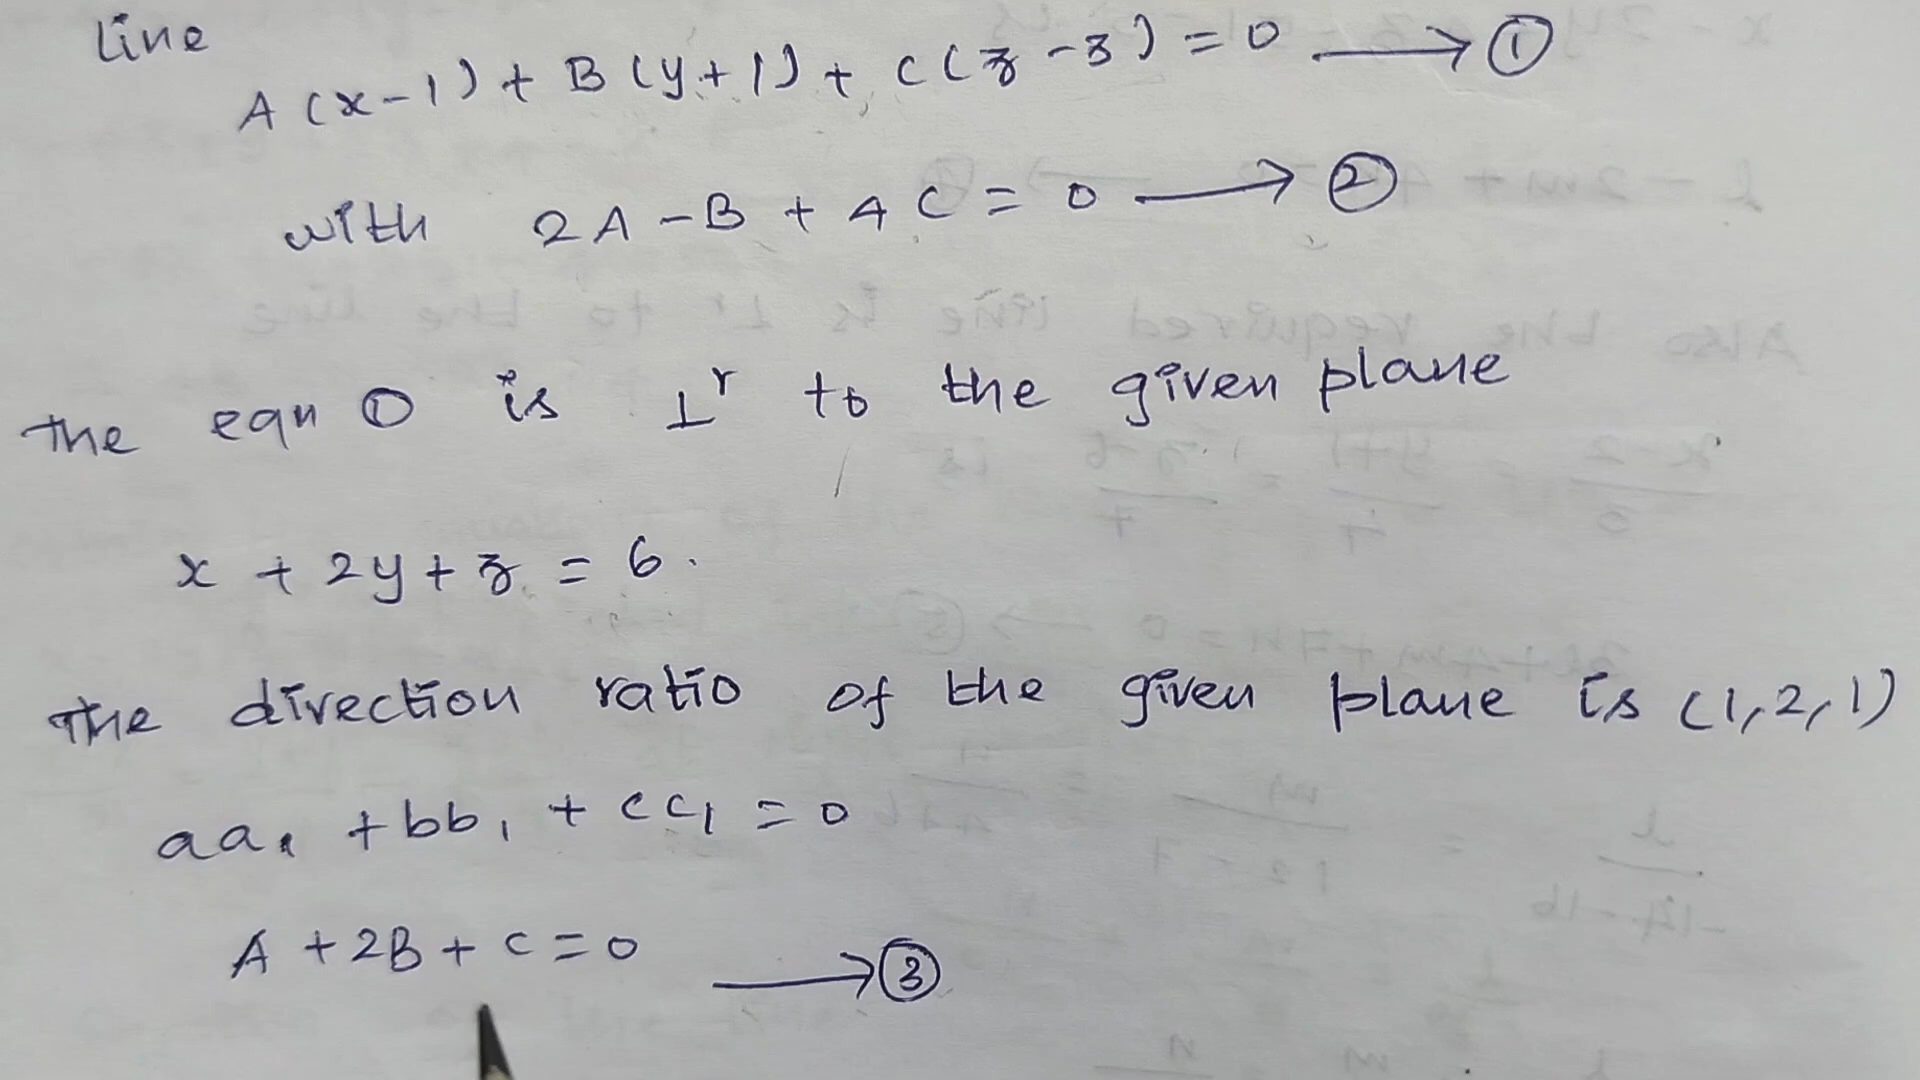 line
A(x-1)+B(y+1)+C(z-3)=0 ⟶ ①
with 2A-B+4C=0 ⟶ ②
The eqn ① is ⊥r to the given plane
x+2y+z=6.
The direction ratio of the given plane is (1,2,1)
aa1+bb1+cc1=0
A+2B+C=0 ⟶ ③